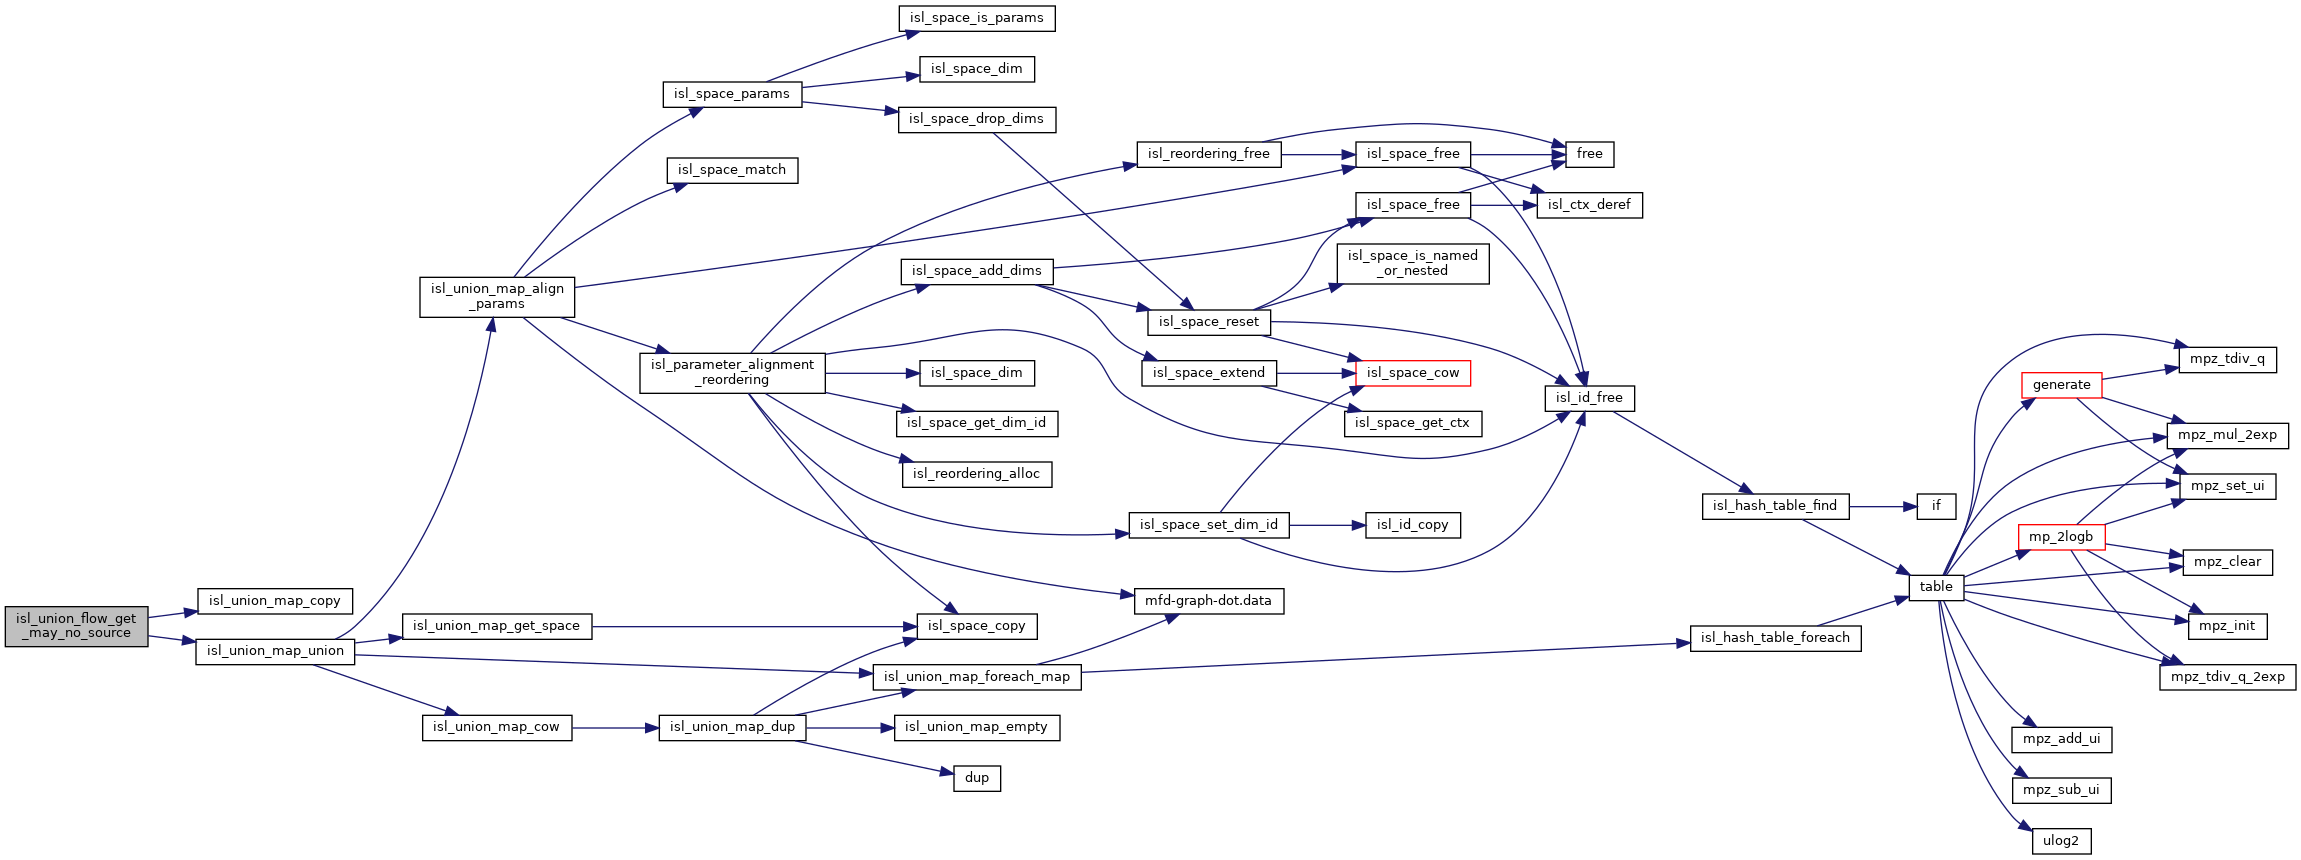 isl_union_flow_get
_may_no_source
isl_union_map_copy
isl_union_map_union
isl_union_map_align
_params
isl_union_map_get_space
isl_union_map_cow
isl_space_params
isl_space_match
isl_parameter_alignment
_reordering
isl_union_map_dup
isl_space_is_params
isl_space_dim
isl_space_drop_dims
isl_space_add_dims
isl_space_dim
isl_space_get_dim_id
isl_reordering_alloc
isl_space_copy
isl_union_map_foreach_map
isl_union_map_empty
dup
isl_reordering_free
isl_space_reset
isl_space_extend
isl_space_set_dim_id
mfd-graph-dot.data
isl_space_free
isl_space_free
isl_space_is_named
_or_nested
isl_space_cow
isl_space_get_ctx
isl_id_copy
free
isl_ctx_deref
isl_id_free
isl_hash_table_find
isl_hash_table_foreach
if
table
generate
mp_2logb
mpz_add_ui
mpz_sub_ui
ulog2
mpz_tdiv_q
mpz_mul_2exp
mpz_set_ui
mpz_clear
mpz_init
mpz_tdiv_q_2exp